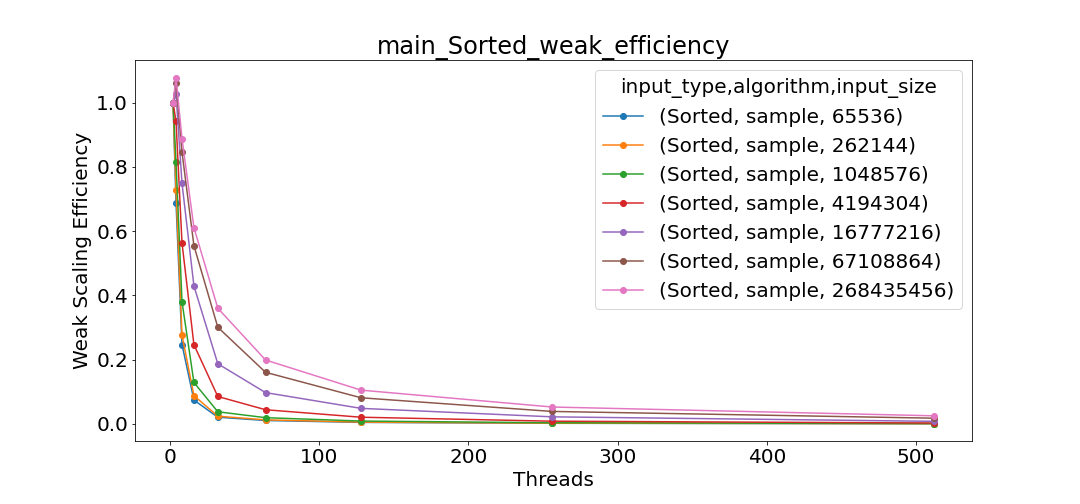 main_Sorted_weak_efficiency
input_type,algorithm,input_size
(Sorted, sample, 65536)
(Sorted, sample, 262144)
(Sorted, sample, 1048576)
(Sorted, sample, 4194304)
(Sorted, sample, 16777216)
(Sorted, sample, 67108864)
(Sorted, sample, 268435456)
Weak Scaling Efficiency
1.0
0.8
0.6
0.4
0.2
0.0
0 100 200 300 400 500
Threads